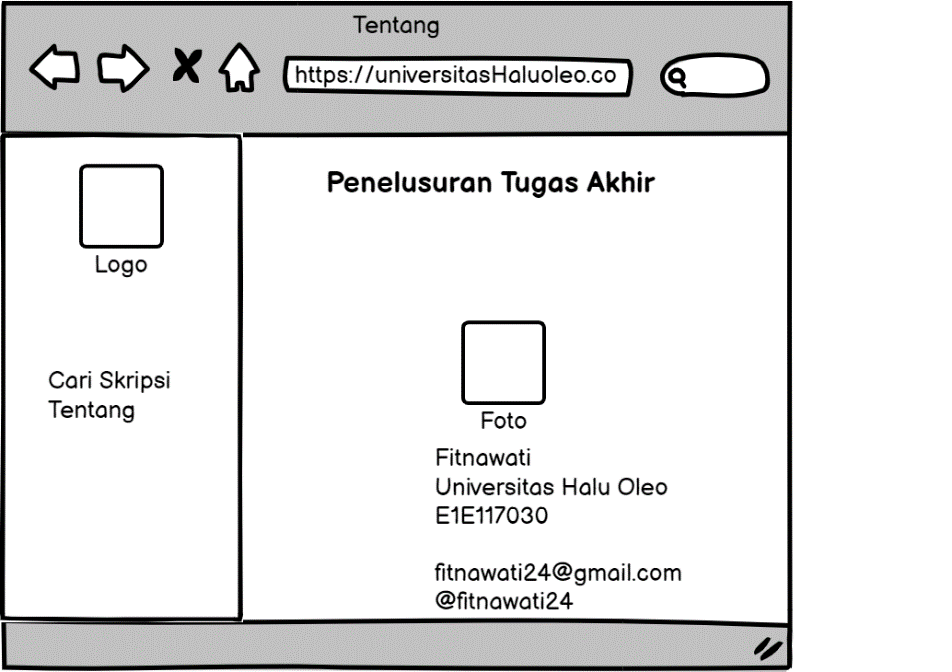 Tentang
https://universitasHaluoleo.co
Penelusuran Tugas Akhir
Logo
Cari Skripsi
Tentang
Foto
Fitnawati
Universitas Halu Oleo
E1E117030
fitnawati24@gmail.com
@fitnawati24